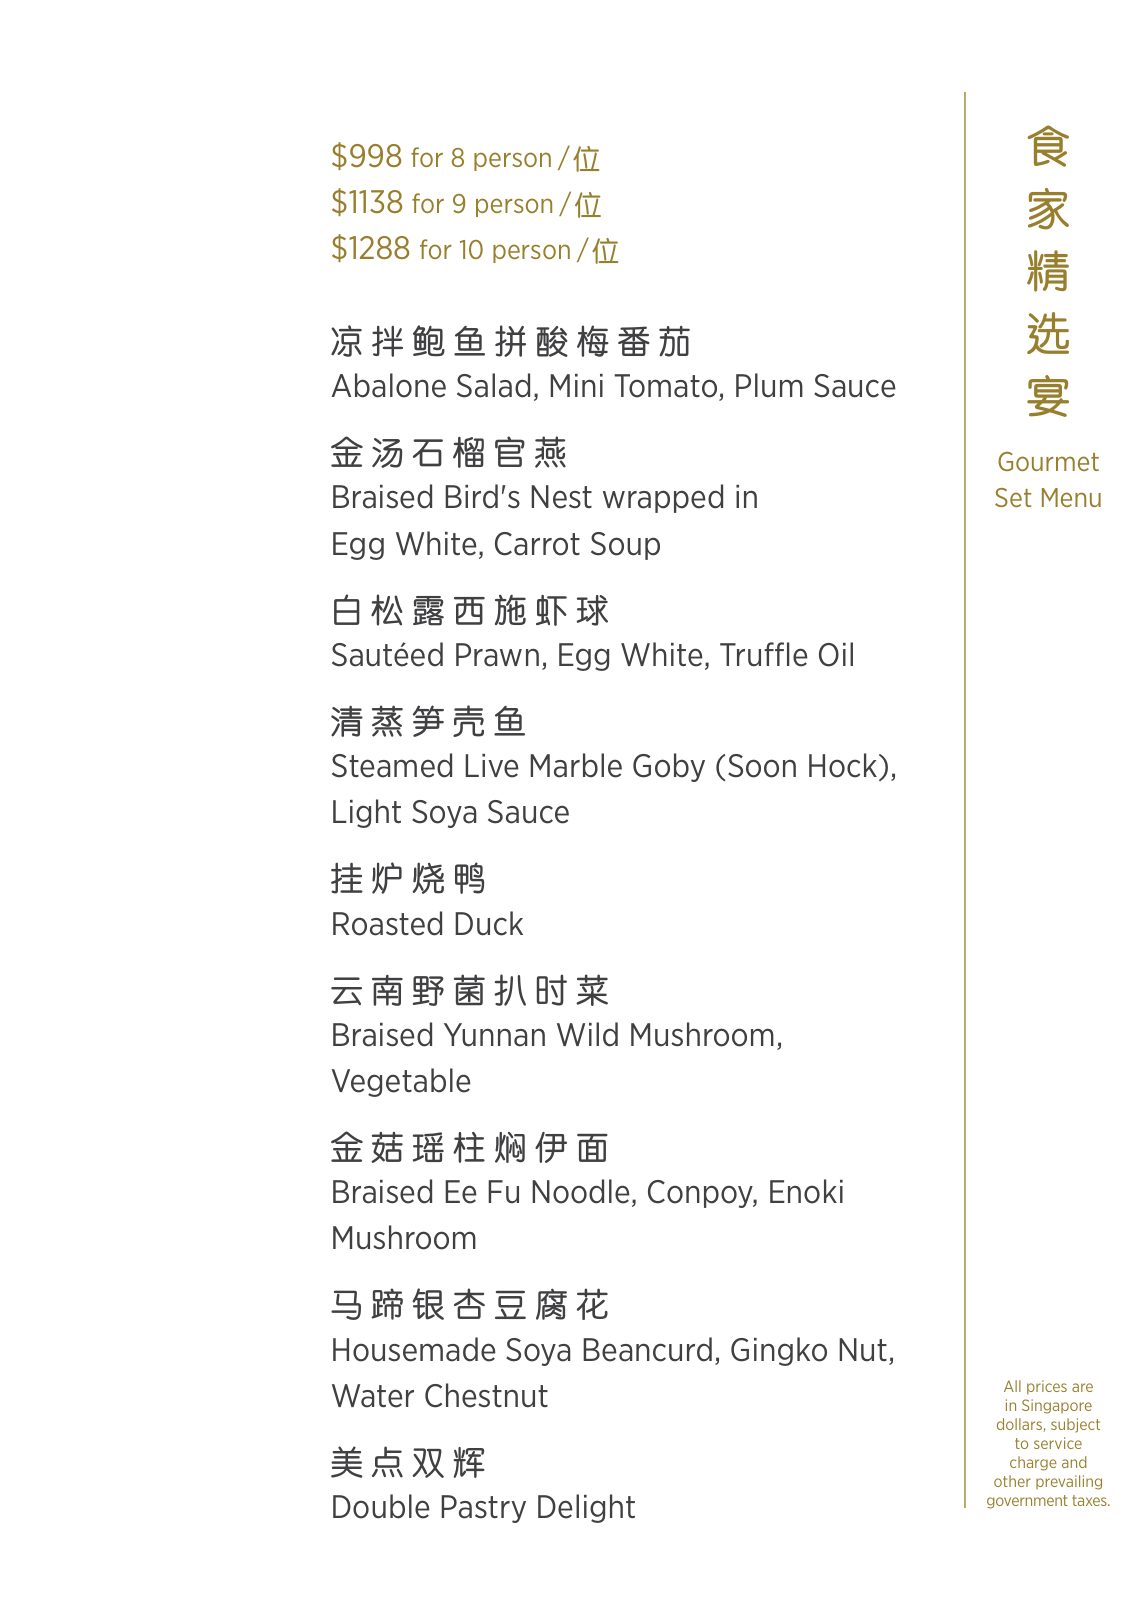 $998 for 8 person / 位
$1138 for 9 person / 位
$1288 for 10 person / 位
凉拌鲍鱼拼酸梅番茄
Abalone Salad, Mini Tomato, Plum Sauce
金汤石榴官燕
Braised Bird's Nest wrapped in
Egg White, Carrot Soup
白松露西施虾球
Sautéed Prawn, Egg White, Truffle Oil
清蒸笋壳鱼
Steamed Live Marble Goby (Soon Hock),
Light Soya Sauce
挂炉烧鸭
Roasted Duck
云南野菌扒时菜
Braised Yunnan Wild Mushroom,
Vegetable
金菇瑶柱焖伊面
Braised Ee Fu Noodle, Conpoy, Enoki
Mushroom
马蹄银杏豆腐花
Housemade Soya Beancurd, Gingko Nut,
Water Chestnut
美点双辉
Double Pastry Delight
食家精选宴
Gourmet
Set Menu
All prices are
in Singapore
dollars, subject
to service
charge and
other prevailing
government taxes.